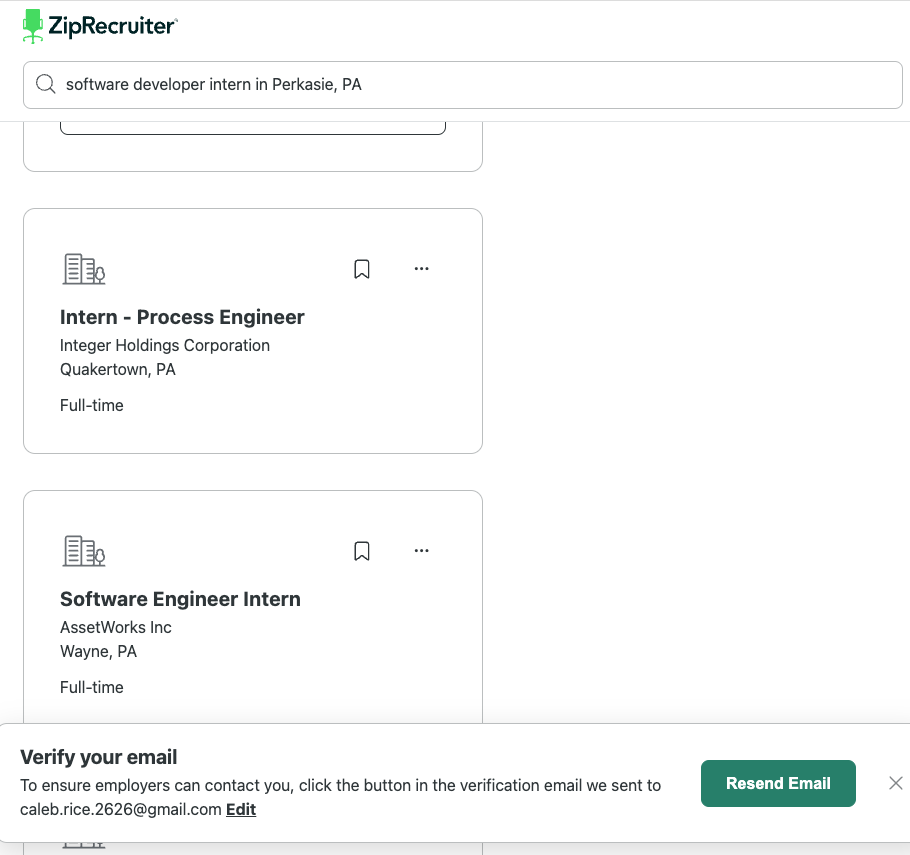 ZipRecruiter
software developer intern in Perkasie, PA
Intern - Process Engineer
Integer Holdings Corporation
Quakertown, PA
Full-time
Software Engineer Intern
AssetWorks Inc
Wayne, PA
Full-time
Verify your email
To ensure employers can contact you, click the button in the verification email we sent to
caleb.rice.2626@gmail.com Edit
Resend Email